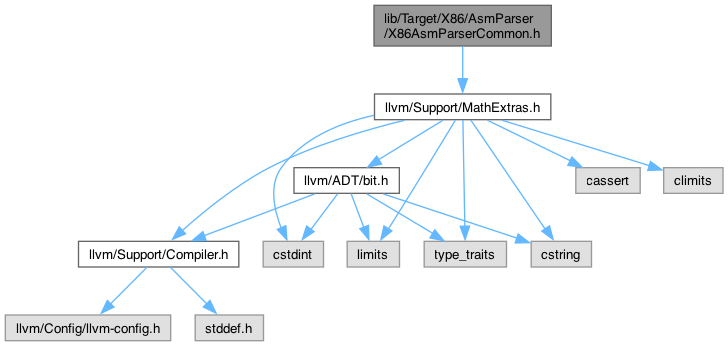 lib/Target/X86/AsmParser
/X86AsmParserCommon.h
llvm/Support/MathExtras.h
llvm/ADT/bit.h
cassert
climits
llvm/Support/Compiler.h
cstdint
limits
type_traits
cstring
llvm/Config/llvm-config.h
stddef.h